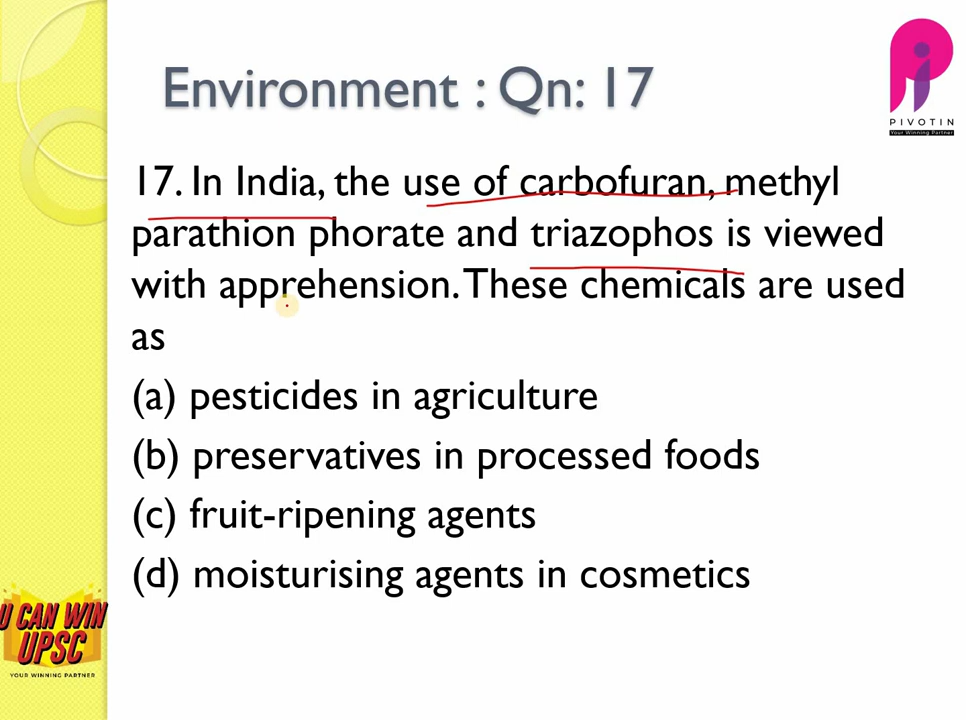 Environment : Qn: 17
PIVOTIN
Your Winning Partner
17. In India, the use of carbofuran, methyl
parathion phorate and triazophos is viewed
with apprehension. These chemicals are used
as
(a) pesticides in agriculture
(b) preservatives in processed foods
(c) fruit-ripening agents
(d) moisturising agents in cosmetics
U CAN WIN
UPSC
YOUR WINNING PARTNER